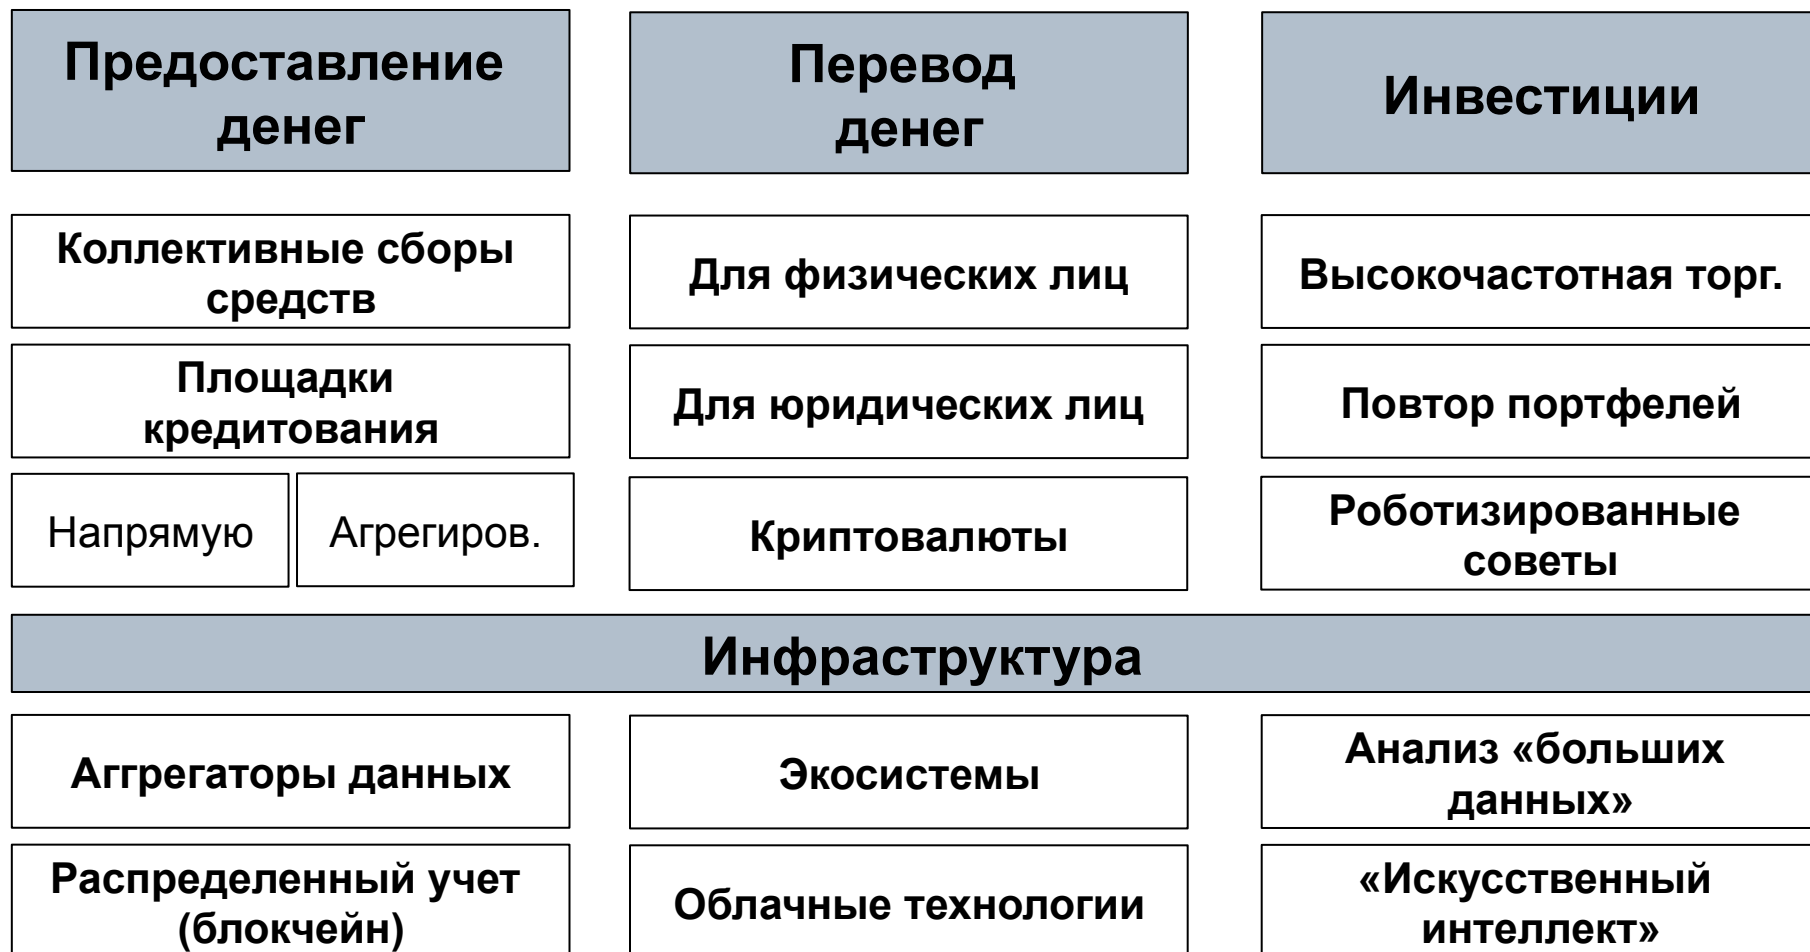 Предоставление
денег
Перевод
денег
Инвестиции
Коллективные сборы
средств
Для физических лиц
Высокочастотная торг.
Площадки
кредитования
Для юридических лиц
Повтор портфелей
Напрямую
Агрегиров.
Криптовалюты
Роботизированные
советы
Инфраструктура
Аггрегаторы данных
Экосистемы
Анализ «больших
данных»
Распределенный учет
(блокчейн)
Облачные технологии
«Искусственный
интеллект»